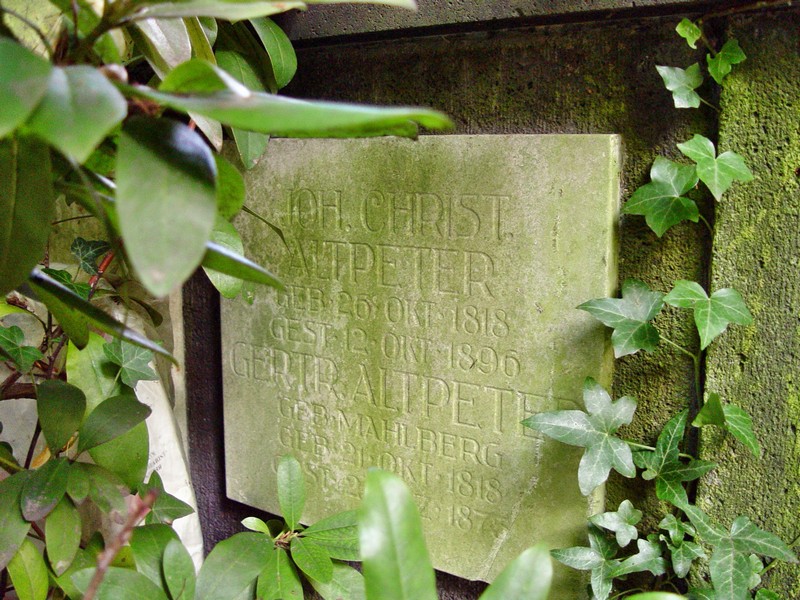 JOH. CHRIST.
ALTPETER
GEB. 26. OKT. 1818
GEST. 12. OKT. 1896
GERTR. ALTPETER
GEB. MAHLBERG
GEB. 21. OKT. 1818